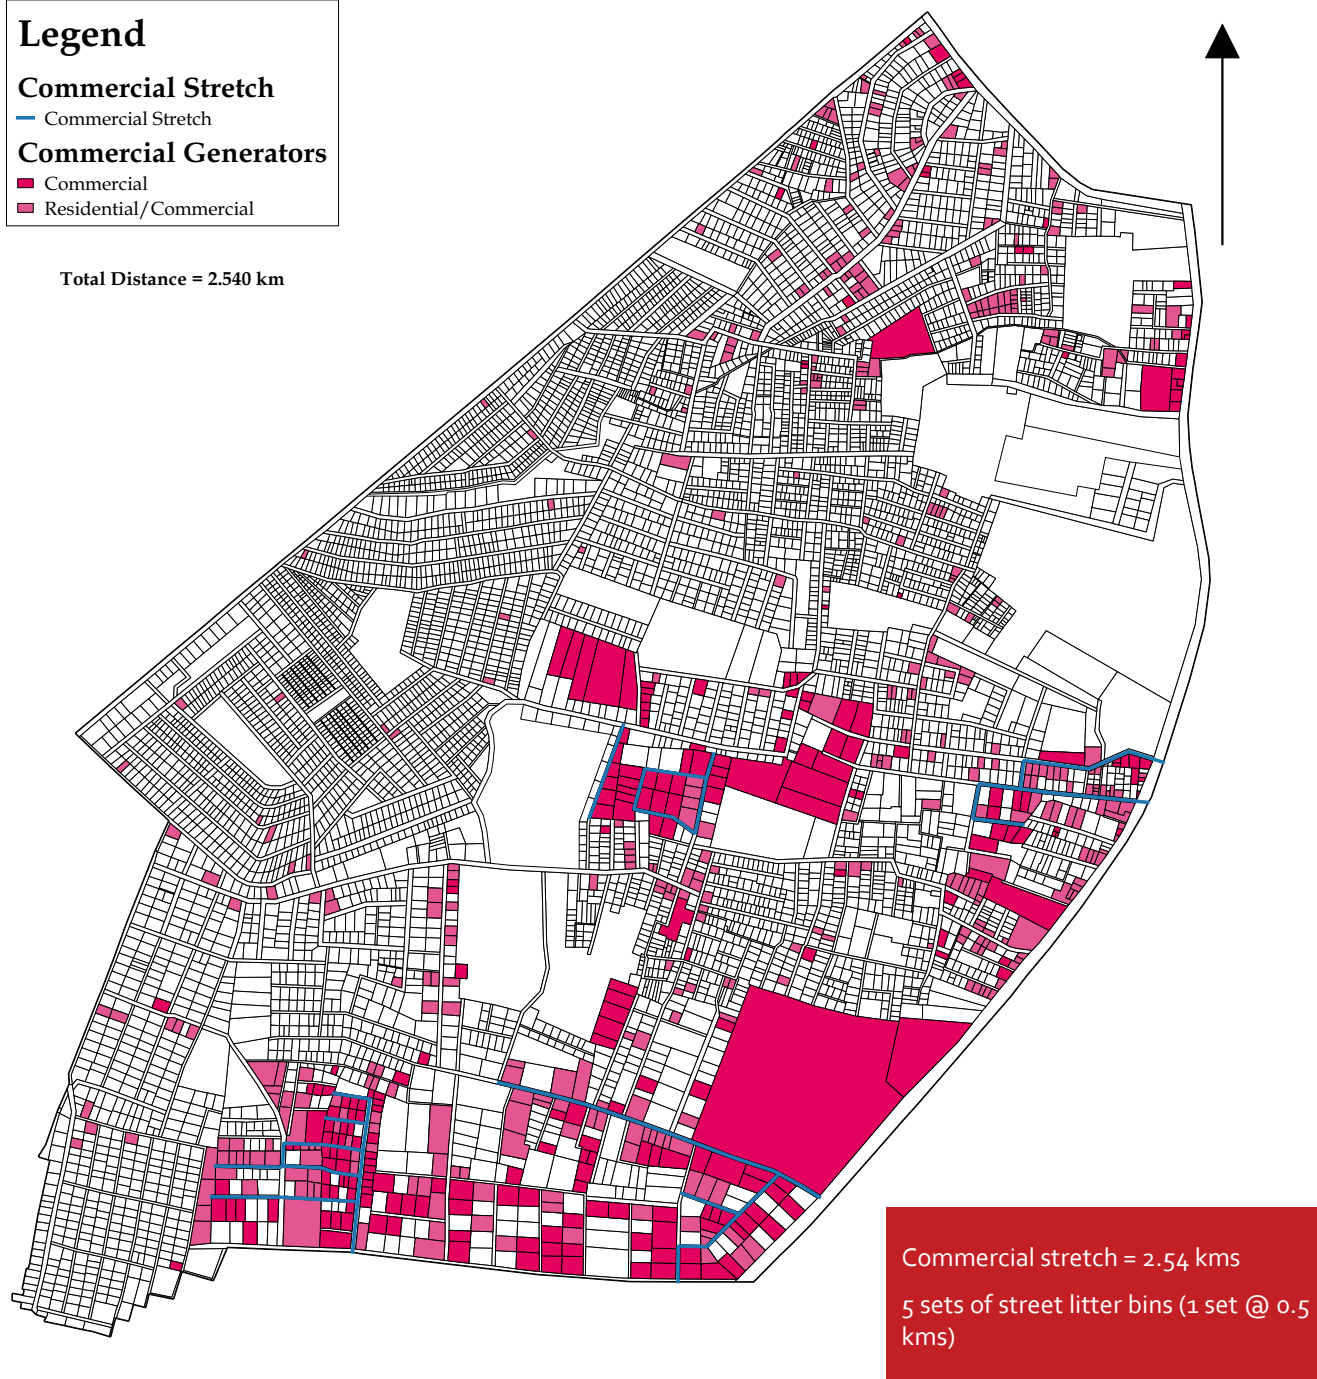 Legend
Commercial Stretch
Commercial Stretch
Commercial Generators
Commercial
Residential/Commercial
Total Distance = 2.540 km
Commercial stretch = 2.54 kms
5 sets of street litter bins (1 set @ 0.5
kms)